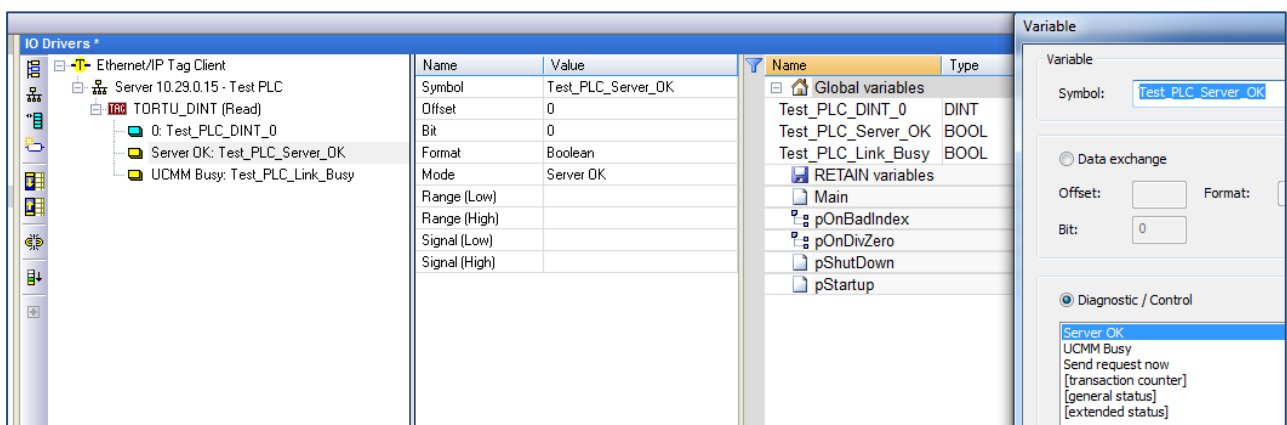 IO Drivers *
Ethernet/IP Tag Client
Server 10.29.0.15 - Test PLC
TAG TORTU_DINT (Read)
0: Test_PLC_DINT_0
Server OK: Test_PLC_Server_OK
UCMM Busy: Test_PLC_Link_Busy
Name Value
Symbol Test_PLC_Server_OK
Offset 0
Bit 0
Format Boolean
Mode Server OK
Range (Low)
Range (High)
Signal (Low)
Signal (High)
Name Type
Global variables
Test_PLC_DINT_0 DINT
Test_PLC_Server_OK BOOL
Test_PLC_Link_Busy BOOL
RETAIN variables
Main
pOnBadIndex
pOnDivZero
pShutDown
pStartup
Variable
Variable
Symbol: Test_PLC_Server_OK
Data exchange
Offset: Format:
Bit: 0
Diagnostic / Control
Server OK
UCMM Busy
Send request now
[transaction counter]
[general status]
[extended status]